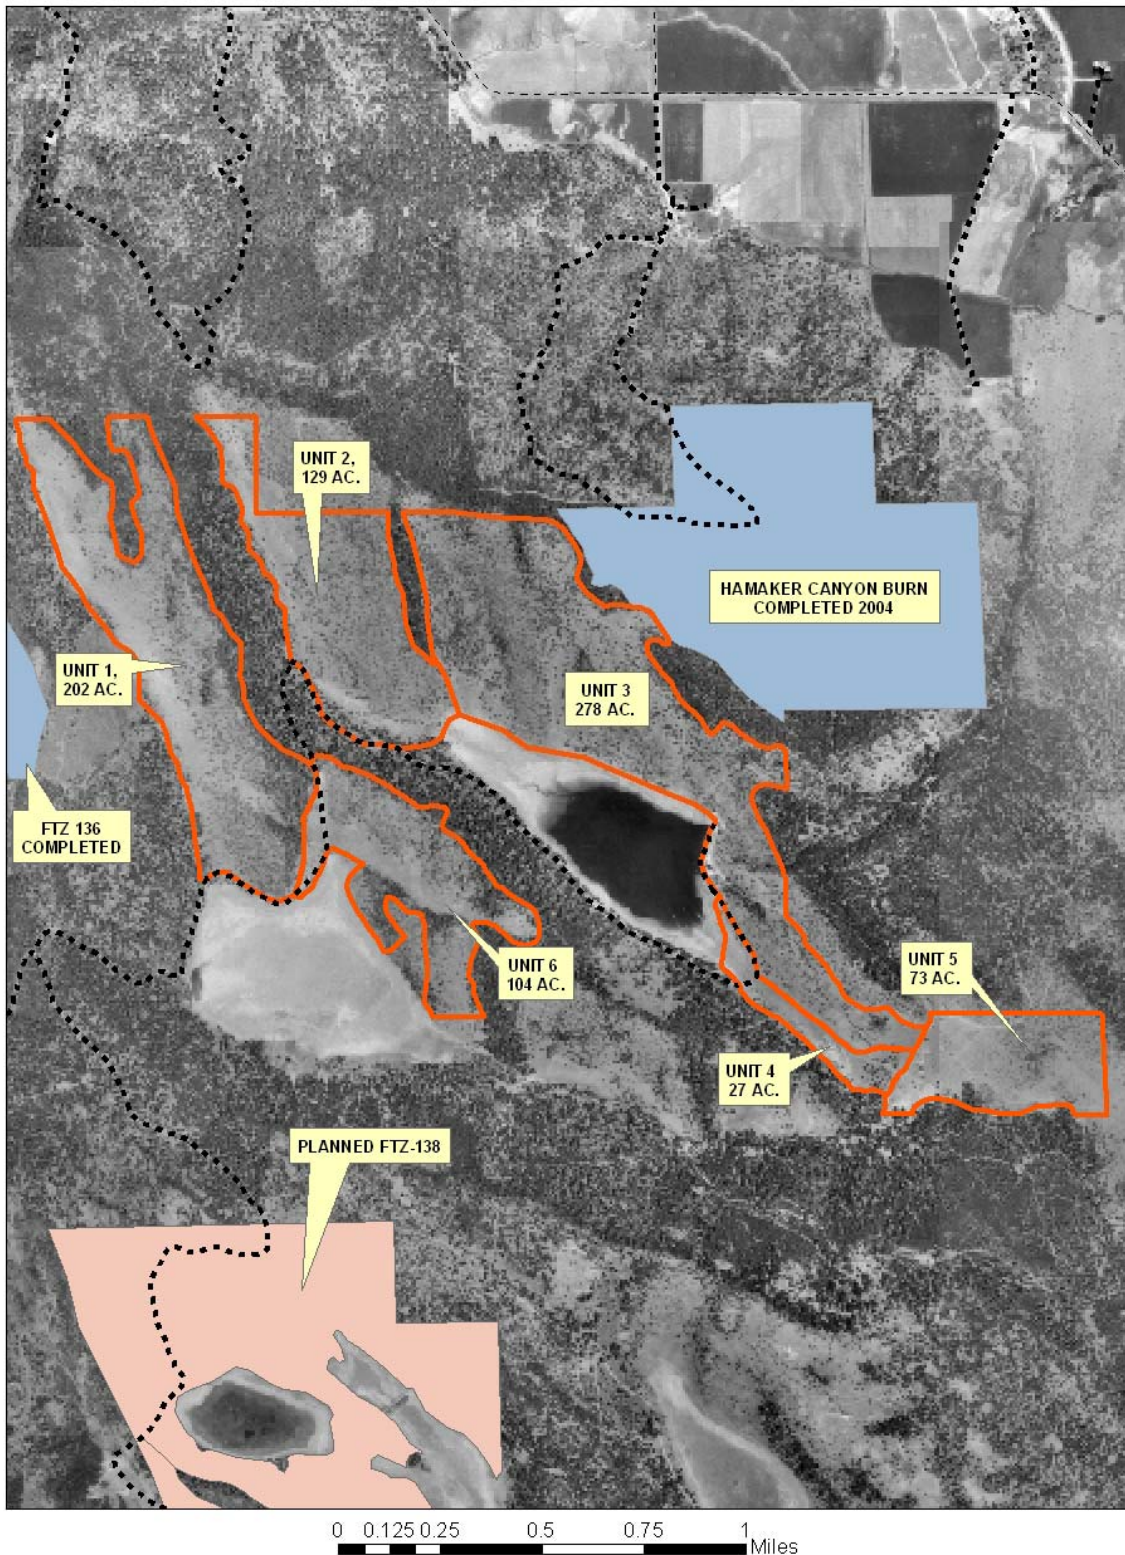 UNIT 2,
129 AC.
HAMAKER CANYON BURN
COMPLETED 2004
UNIT 1,
202 AC.
UNIT 3
278 AC.
FTZ 136
COMPLETED
UNIT 6
104 AC.
UNIT 5
73 AC.
UNIT 4
27 AC.
PLANNED FTZ-138
0 0.125 0.25 0.5 0.75 1
Miles